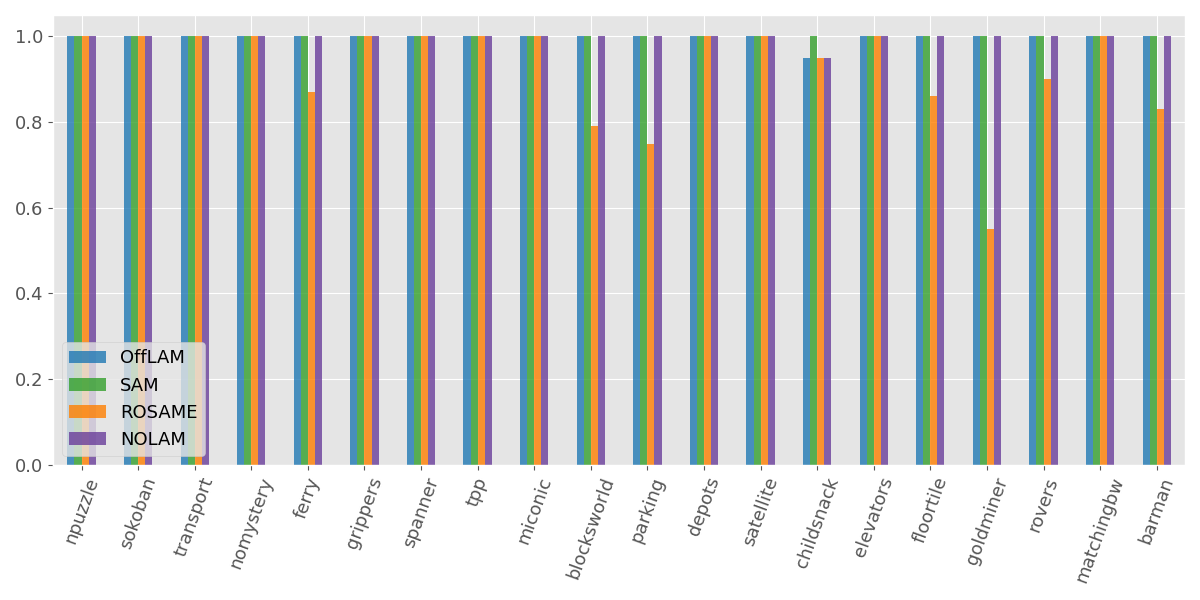 1.0
0.8
0.6
0.4
0.2
0.0
OffLAM
SAM
ROSAME
NOLAM
npuzzle
sokoban
transport
nomystery
ferry
grippers
spanner
tpp
miconic
blocksworld
parking
depots
satellite
childsnack
elevators
floortile
goldminer
rovers
matchingbw
barman